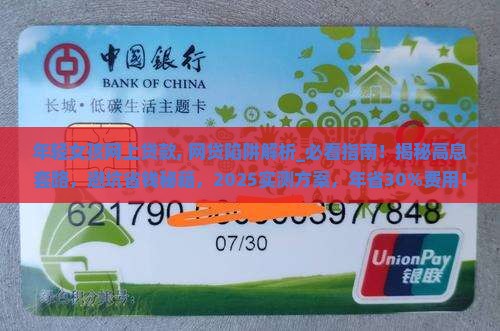 中国银行
BANK OF CHINA
长城·低碳生活主题卡
年轻女孩网上贷款, 网贷陷阱解析_必看指南！揭秘高息
套路，避坑省钱秘籍，2025实测方案，年省30%费用！
621790 977848
07/30
UnionPay
银联